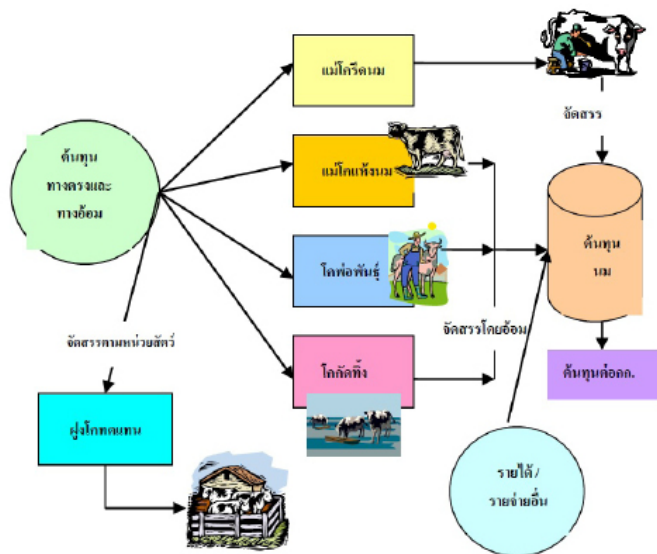 แม่โครีดนม
จัดสรร
ต้นทุน
ทางตรงและ
ทางอ้อม
แม่โคแห้งนม
ต้นทุน
นม
โคพ่อพันธุ์
จัดสรรโดยอ้อม
จัดสรรตามหน่วยสัตว์
โคคัดทิ้ง
ต้นทุนต่อกก.
ฝูงโคทดแทน
รายได้ /
รายจ่ายอื่น